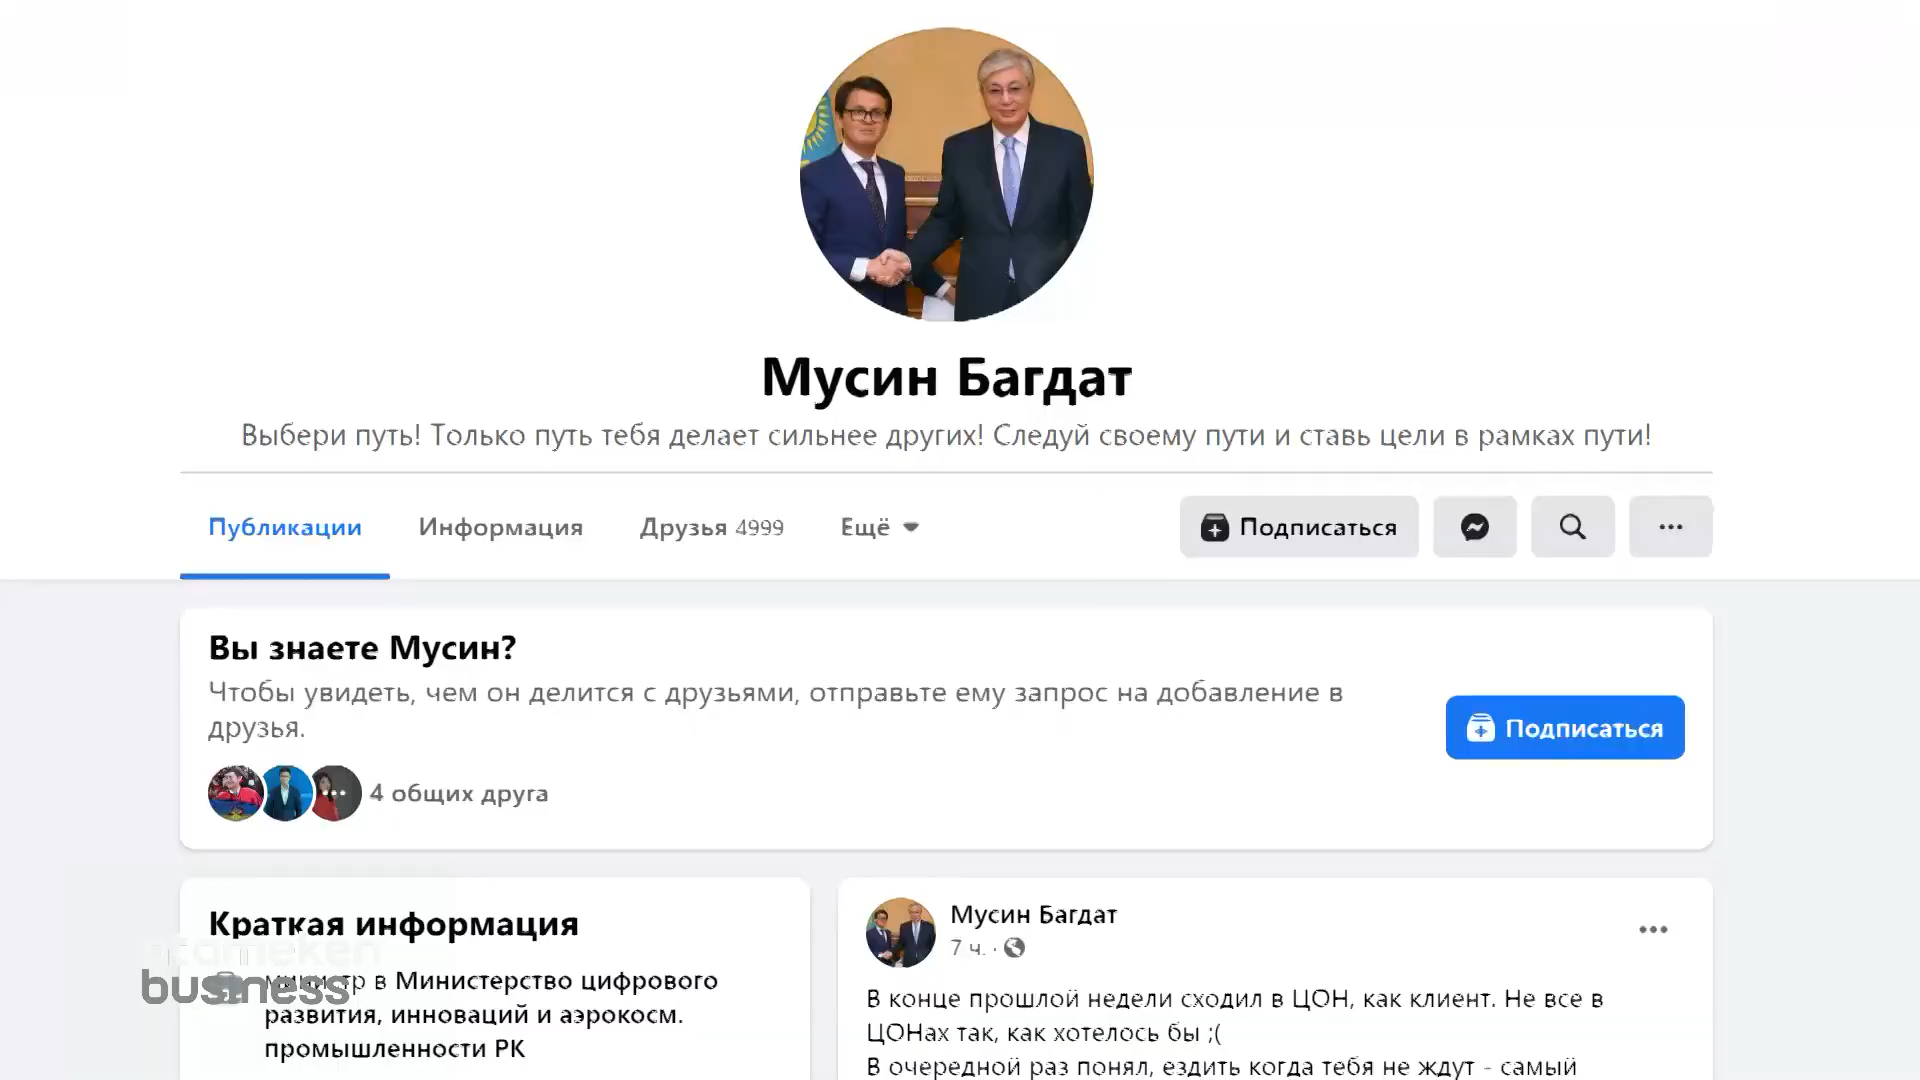 Мусин Багдат
Выбери путь! Только путь тебя делает сильнее других! Следуй своему пути и ставь цели в рамках пути!
Публикации Информация Друзья 4999 Ещё Подписаться
Вы знаете Мусин?
Чтобы увидеть, чем он делится с друзьями, отправьте ему запрос на добавление в
друзья.
Подписаться
4 общих друга
Краткая информация
министр в Министерство цифрового
развития, инноваций и аэрокосм.
промышленности РК
atameken
business
Мусин Багдат
7 ч.
В конце прошлой недели сходил в ЦОН, как клиент. Не все в
ЦОНах так, как хотелось бы ;(
В очередной раз понял, ездить когда тебя не ждут - самый